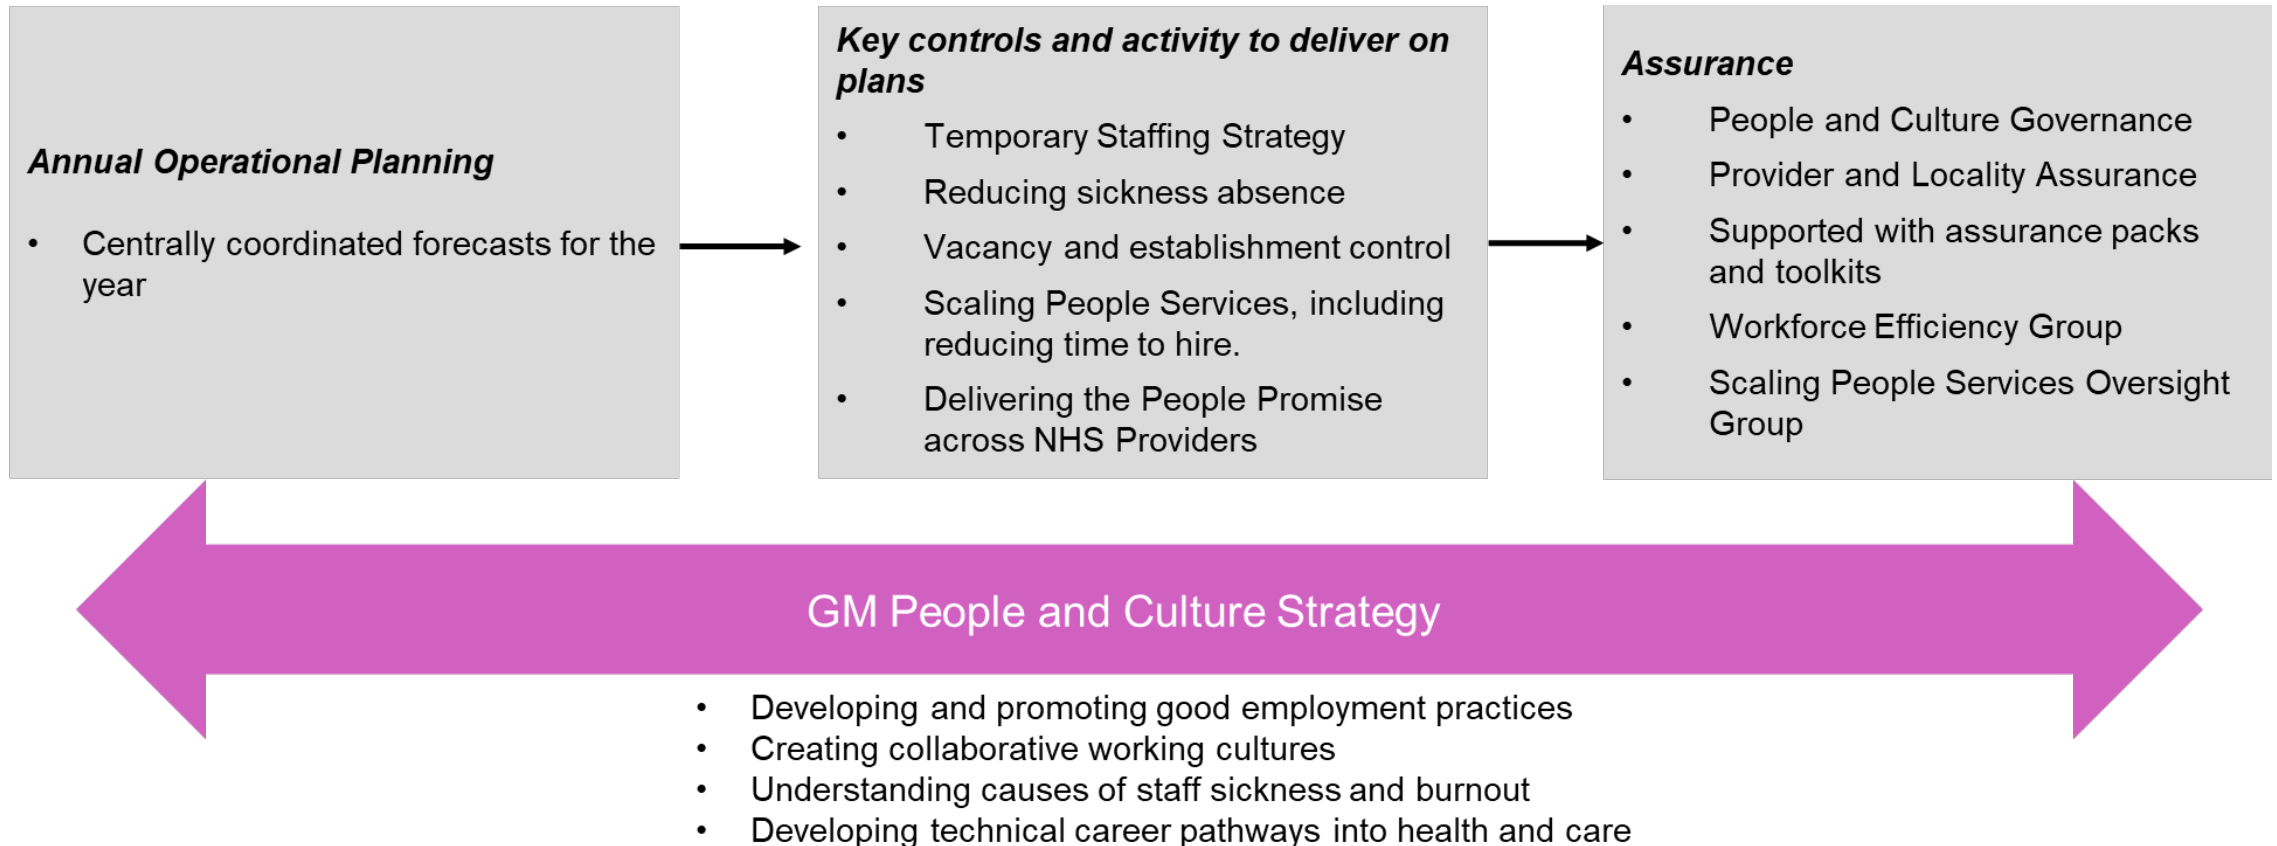 Annual Operational Planning
• Centrally coordinated forecasts for the
year
Key controls and activity to deliver on
plans
• Temporary Staffing Strategy
• Reducing sickness absence
• Vacancy and establishment control
• Scaling People Services, including
reducing time to hire.
• Delivering the People Promise
across NHS Providers
Assurance
• People and Culture Governance
• Provider and Locality Assurance
• Supported with assurance packs
and toolkits
• Workforce Efficiency Group
• Scaling People Services Oversight
Group
GM People and Culture Strategy
• Developing and promoting good employment practices
• Creating collaborative working cultures
• Understanding causes of staff sickness and burnout
• Developing technical career pathways into health and care